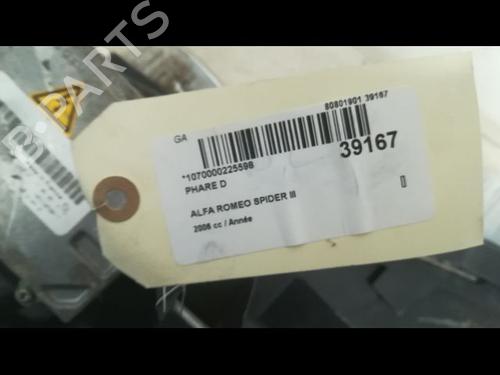 B-PARTS
GA
80801901 39167
39167
*1070000225598
PHARE D
ALFA ROMEO SPIDER III
2006 cc / Année